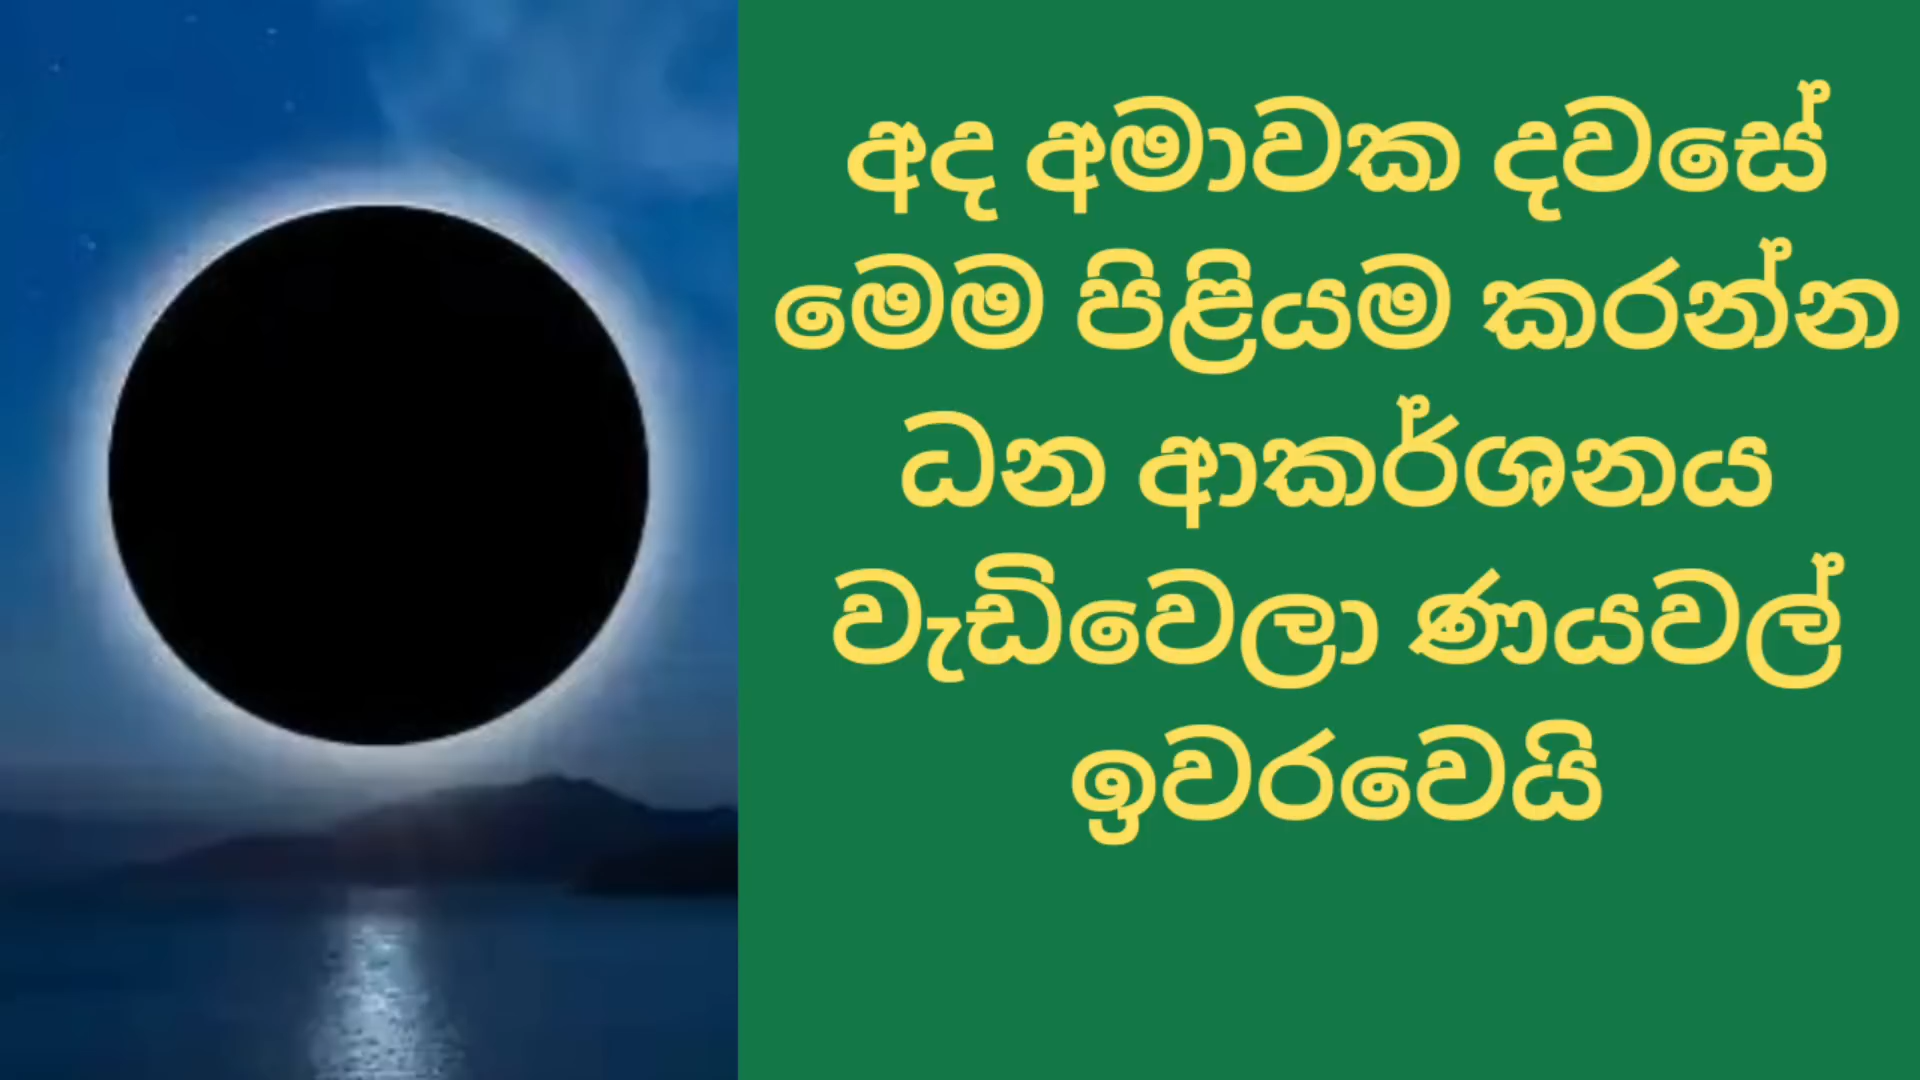 අද අමාවක දවසේ
මෙම පිළියම කරන්න
ධන ආකර්ශනය
වැඩිවෙලා ණයවල්
ඉවරවෙයි